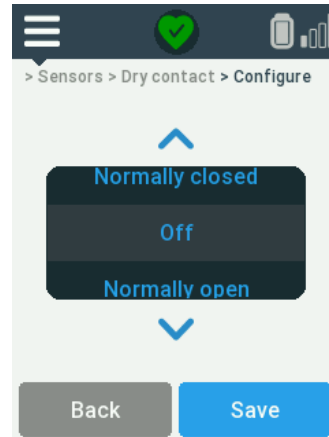 > Sensors > Dry contact > Configure
Normally closed
Off
Normally open
Back
Save